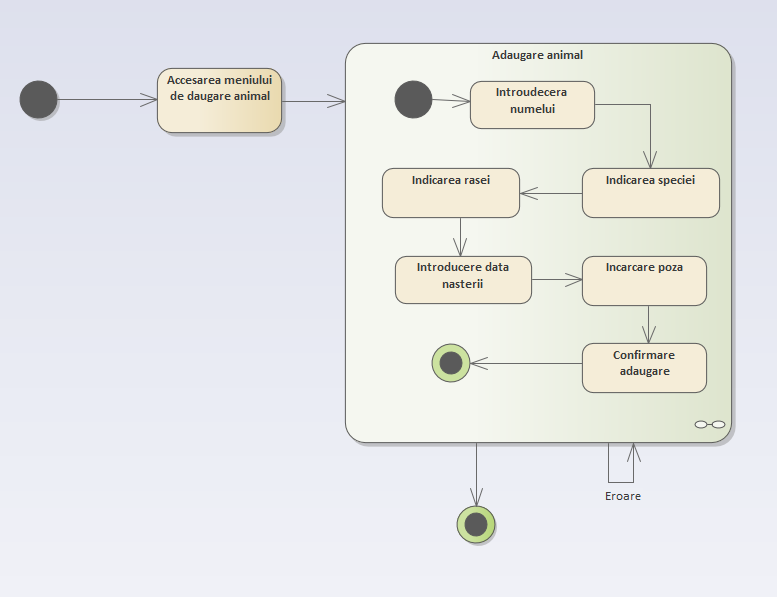 Adaugare animal
Accesarea meniului
de daugare animal
Introudecera
numelui
Indicarea rasei
Indicarea speciei
Introducere data
nasterii
Incarcare poza
Confirmare
adaugare
Eroare